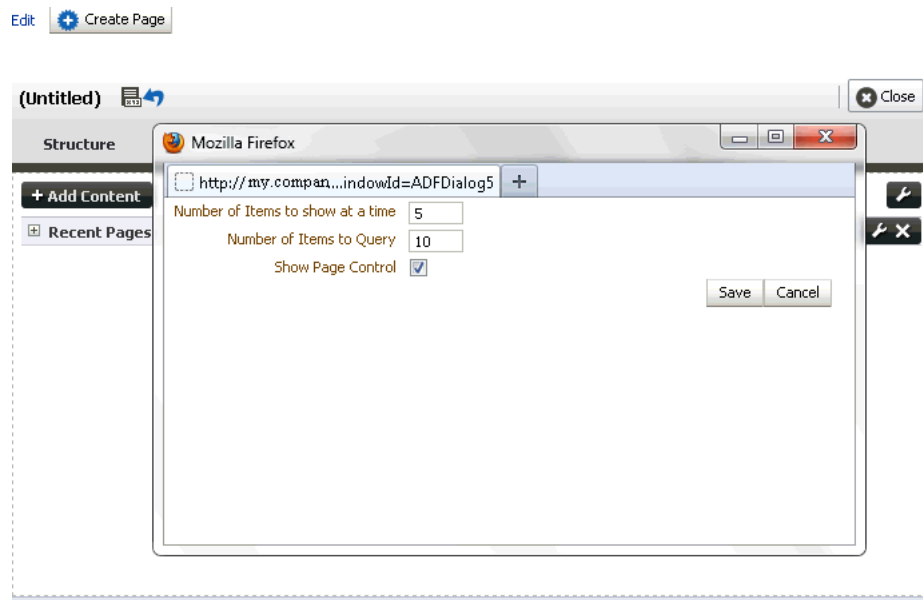 Edit Create Page
(Untitled) Close
Structure
Mozilla Firefox
http://my.compan...indowId=ADFDialog5
+ Add Content
Number of Items to show at a time 5
Recent Pages
Number of Items to Query 10
Show Page Control
Save Cancel